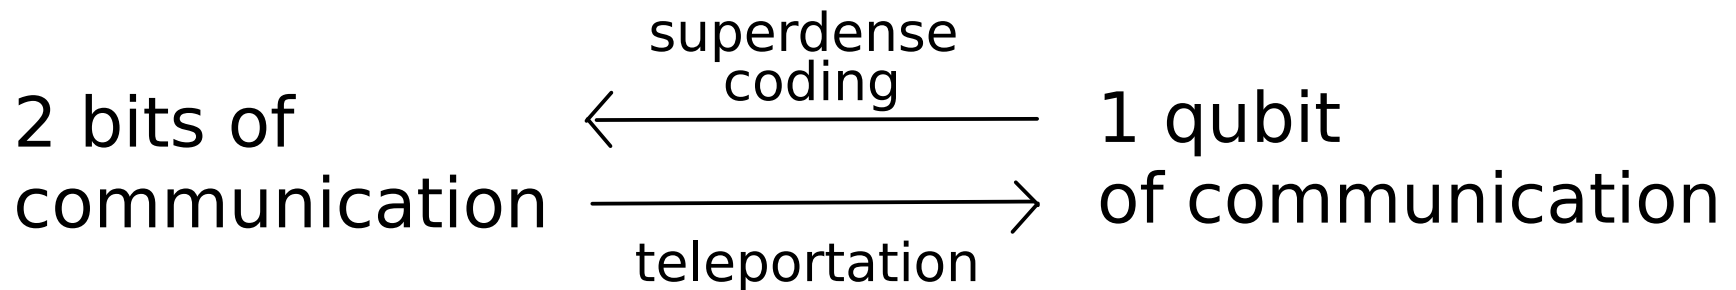 superdense
coding
2 bits of
communication
1 qubit
of communication
teleportation